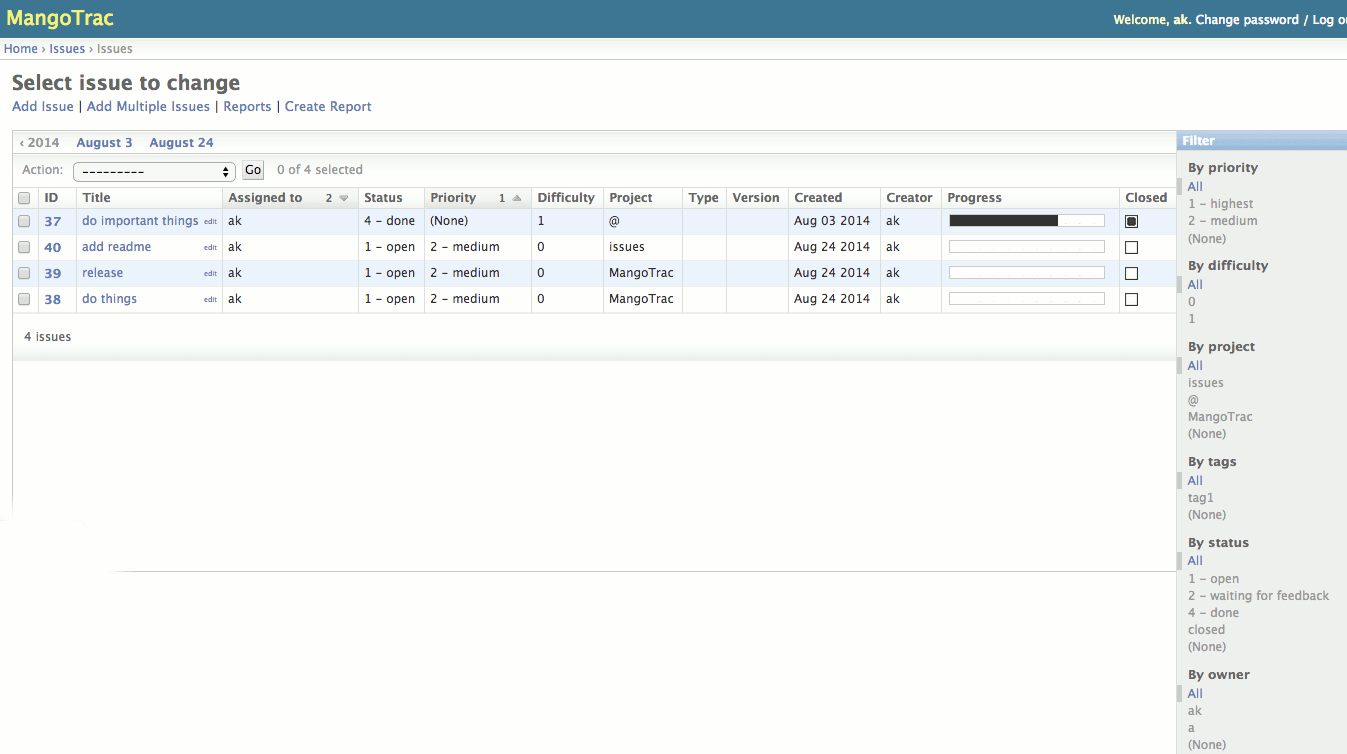 MangoTrac
Welcome, ak. Change password / Log o
Home › Issues › Issues
Select issue to change
Add Issue | Add Multiple Issues | Reports | Create Report
‹ 2014 August 3 August 24
Action: --------- Go 0 of 4 selected
ID Title Assigned to 2 Status Priority 1 Difficulty Project Type Version Created Creator Progress Closed
37 do important things edit ak 4 – done (None) 1 @ Aug 03 2014 ak
40 add readme edit ak 1 – open 2 – medium 0 issues Aug 24 2014 ak
39 release edit ak 1 – open 2 – medium 0 MangoTrac Aug 24 2014 ak
38 do things edit ak 1 – open 2 – medium 0 MangoTrac Aug 24 2014 ak
4 issues
Filter
By priority
All
1 – highest
2 – medium
(None)
By difficulty
All
0
1
By project
All
issues
@
MangoTrac
(None)
By tags
All
tag1
(None)
By status
All
1 – open
2 – waiting for feedback
4 – done
closed
(None)
By owner
All
ak
a
(None)